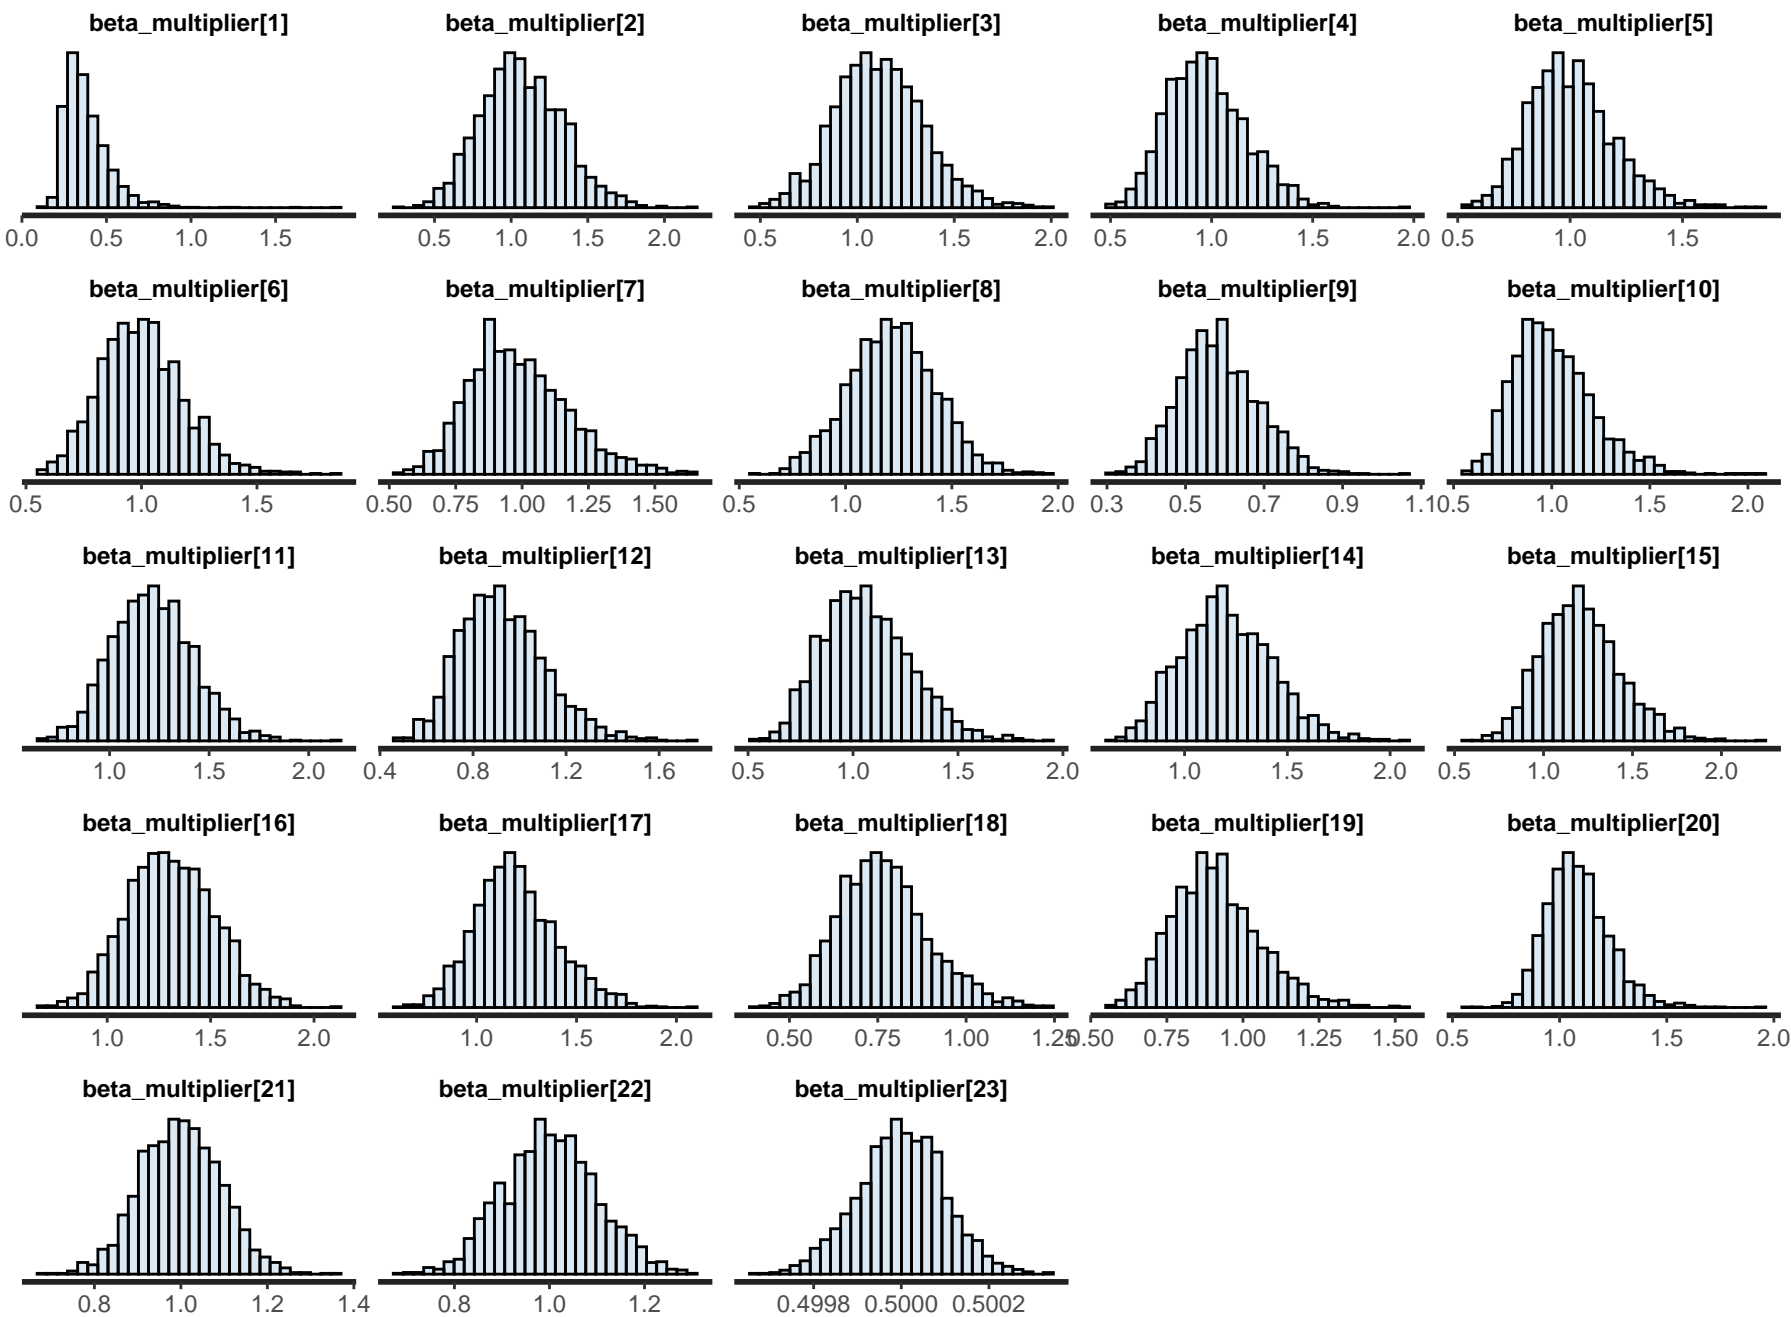 beta_multiplier[1] beta_multiplier[2] beta_multiplier[3] beta_multiplier[4] beta_multiplier[5]
0.0 0.5 1.0 1.5 0.5 1.0 1.5 2.0 0.5 1.0 1.5 2.0 0.5 1.0 1.5 2.0 0.5 1.0 1.5
beta_multiplier[6] beta_multiplier[7] beta_multiplier[8] beta_multiplier[9] beta_multiplier[10]
0.5 1.0 1.5 0.50 0.75 1.00 1.25 1.50 0.5 1.0 1.5 2.0 0.3 0.5 0.7 0.9 1.1 0.5 1.0 1.5 2.0
beta_multiplier[11] beta_multiplier[12] beta_multiplier[13] beta_multiplier[14] beta_multiplier[15]
1.0 1.5 2.0 0.4 0.8 1.2 1.6 0.5 1.0 1.5 2.0 1.0 1.5 2.0 0.5 1.0 1.5 2.0
beta_multiplier[16] beta_multiplier[17] beta_multiplier[18] beta_multiplier[19] beta_multiplier[20]
1.0 1.5 2.0 1.0 1.5 2.0 0.50 0.75 1.00 1.25 0.50 0.75 1.00 1.25 1.50 0.5 1.0 1.5 2.0
beta_multiplier[21] beta_multiplier[22] beta_multiplier[23]
0.8 1.0 1.2 1.4 0.8 1.0 1.2 0.4998 0.5000 0.5002